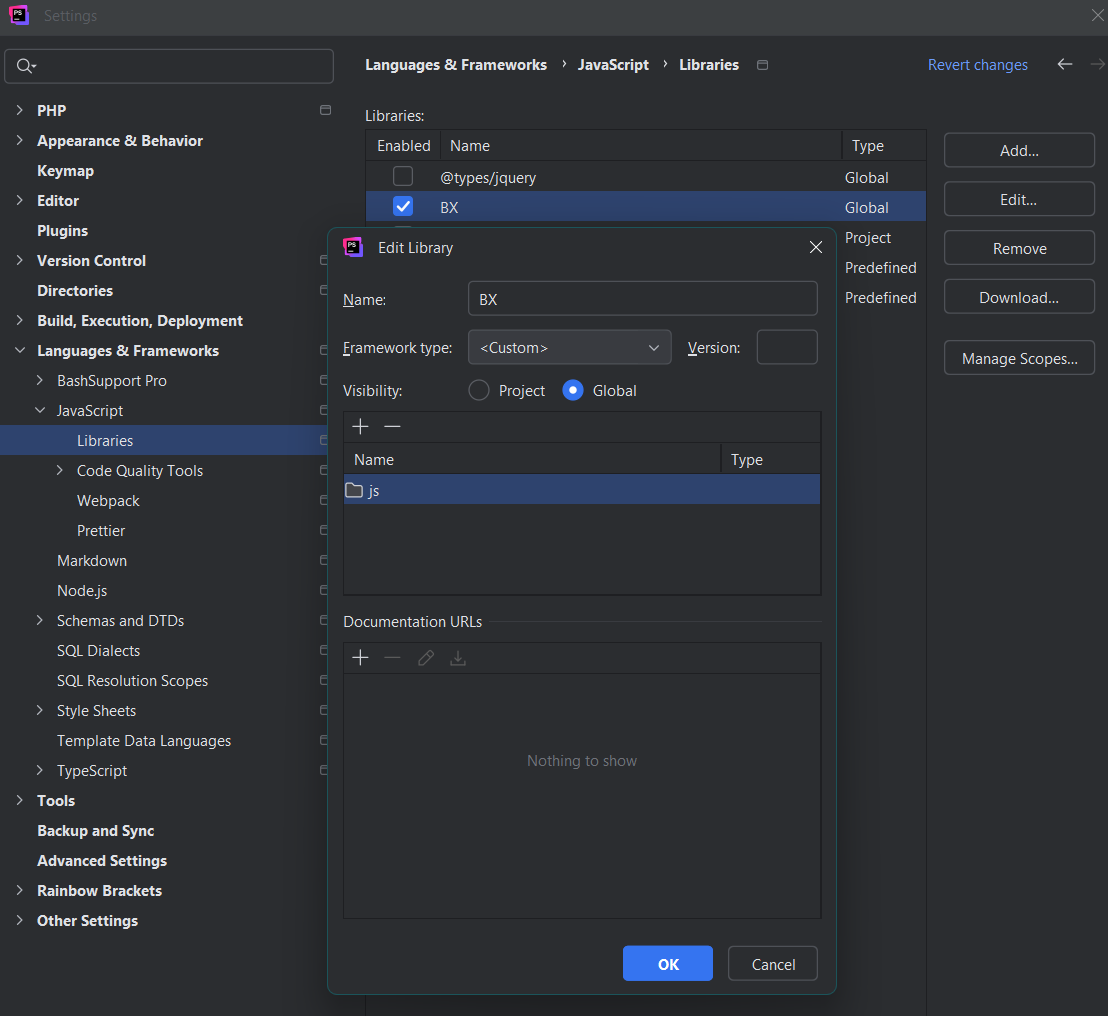 PS
Settings
Languages & Frameworks › JavaScript › Libraries
Revert changes
PHP
Appearance & Behavior
Keymap
Editor
Plugins
Version Control
Directories
Build, Execution, Deployment
Languages & Frameworks
BashSupport Pro
JavaScript
Libraries
Code Quality Tools
Webpack
Prettier
Markdown
Node.js
Schemas and DTDs
SQL Dialects
SQL Resolution Scopes
Style Sheets
Template Data Languages
TypeScript
Tools
Backup and Sync
Advanced Settings
Rainbow Brackets
Other Settings
Libraries:
Enabled Name Type
@types/jquery Global
BX Global
Project
Predefined
Predefined
Add...
Edit...
Remove
Download...
Manage Scopes...
PS
Edit Library
Name: BX
Framework type: <Custom> Version:
Visibility: Project Global
Name Type
js
Documentation URLs
Nothing to show
OK Cancel